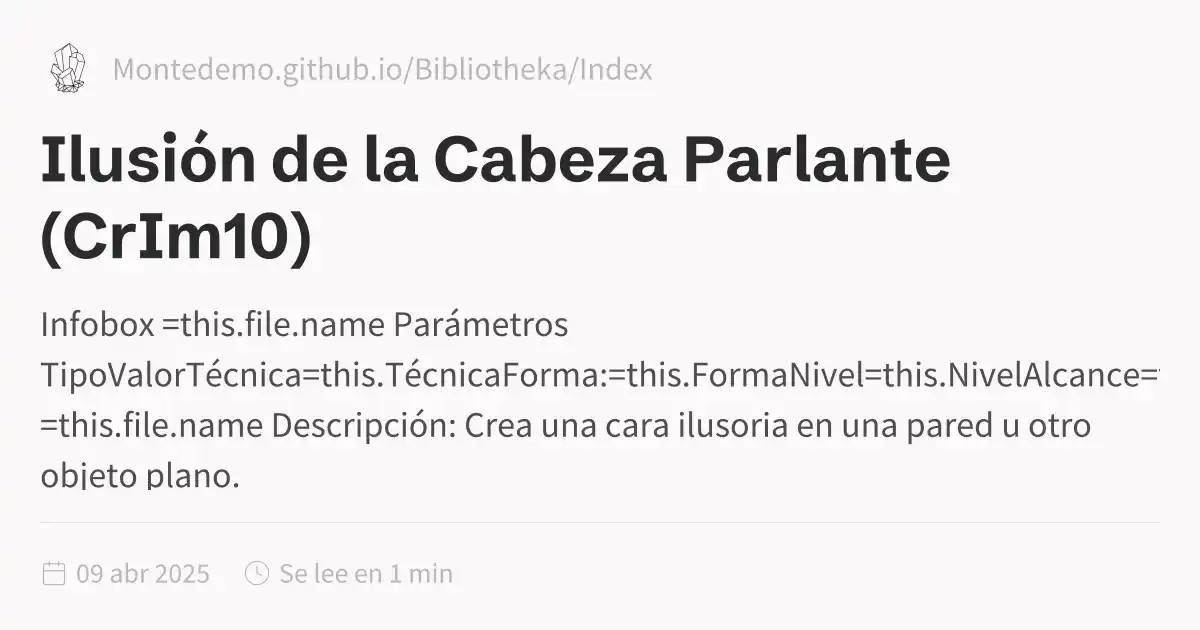 Montedemo.github.io/Bibliotheka/Index
Ilusión de la Cabeza Parlante
(CrIm10)
Infobox =this.file.name Parámetros
TipoValorTécnica=this.TécnicaForma:=this.FormaNivel=this.NivelAlcance=
=this.file.name Descripción: Crea una cara ilusoria en una pared u otro
objeto plano.
09 abr 2025 Se lee en 1 min